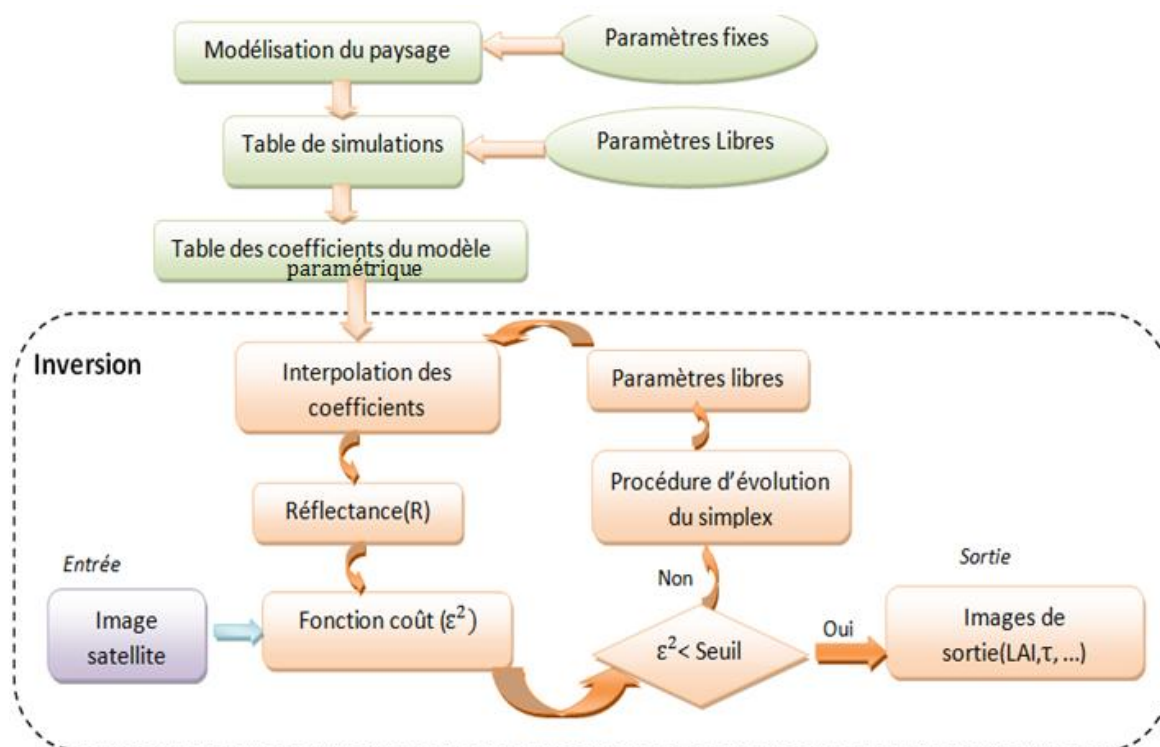 Modélisation du paysage
Paramètres fixes
Table de simulations
Paramètres Libres
Table des coefficients du modèle
paramétrique
Inversion
Interpolation des
coefficients
Paramètres libres
Réflectance(R)
Procédure d'évolution
du simplex
Entrée
Image
satellite
Fonction coût (ε²)
Non
ε²< Seuil
Oui
Sortie
Images de
sortie(LAI,τ, ...)